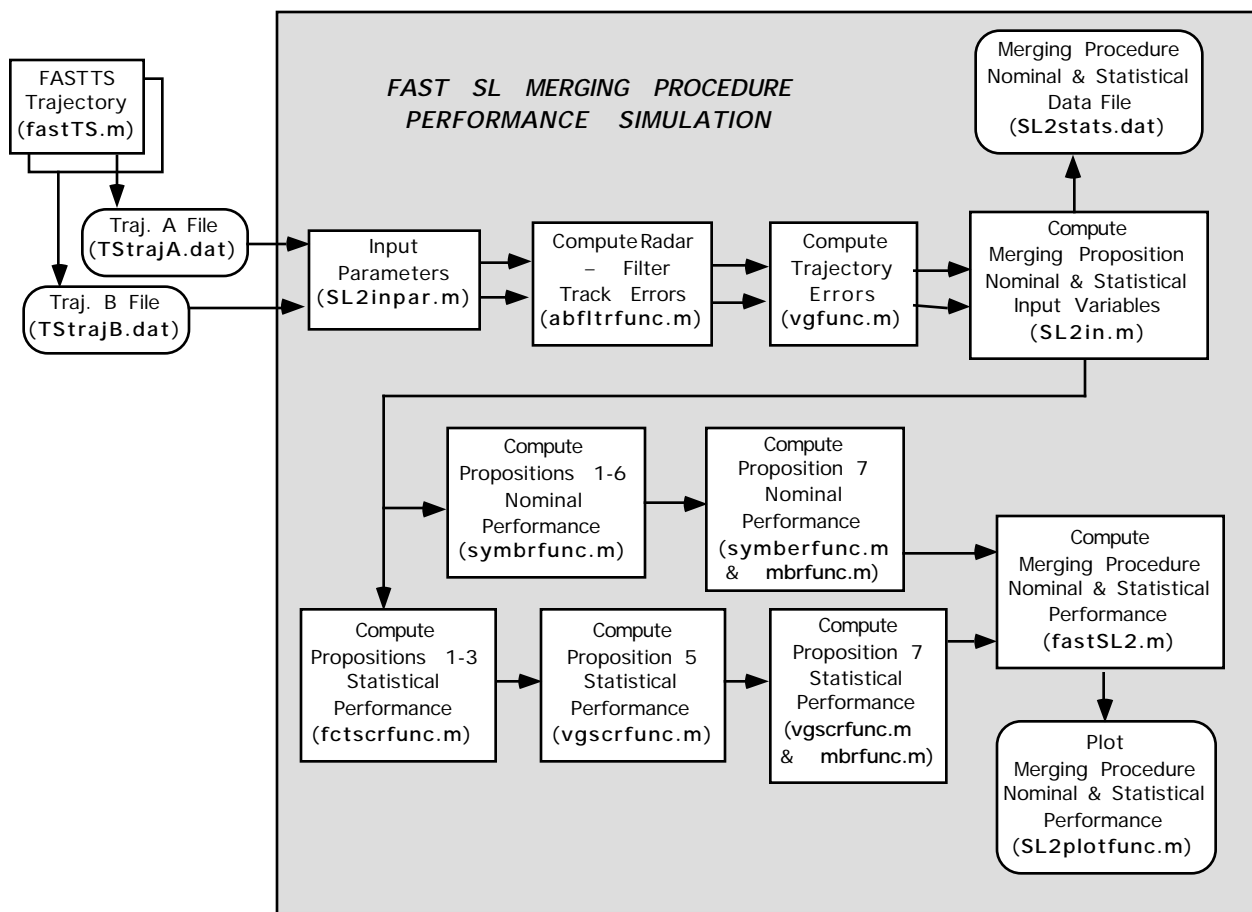 FAST SL MERGING PROCEDURE
PERFORMANCE SIMULATION
FASTTS
Trajectory
(fastTS.m)
Traj. A File
(TStrajA.dat)
Traj. B File
(TStrajB.dat)
Input
Parameters
(SL2inpar.m)
Compute Radar
– Filter
Track Errors
(abfltrfunc.m)
Compute
Trajectory
Errors
(vgfunc.m)
Compute
Merging Proposition
Nominal & Statistical
Input Variables
(SL2in.m)
Merging Procedure
Nominal & Statistical
Data File
(SL2stats.dat)
Compute
Propositions 1-6
Nominal
Performance
(symbrfunc.m)
Compute
Proposition 7
Nominal
Performance
(symberfunc.m
& mbrfunc.m)
Compute
Propositions 1-3
Statistical
Performance
(fctscrfunc.m)
Compute
Proposition 5
Statistical
Performance
(vgscrfunc.m)
Compute
Proposition 7
Statistical
Performance
(vgscrfunc.m
& mbrfunc.m)
Compute
Merging Procedure
Nominal & Statistical
Performance
(fastSL2.m)
Plot
Merging Procedure
Nominal & Statistical
Performance
(SL2plotfunc.m)